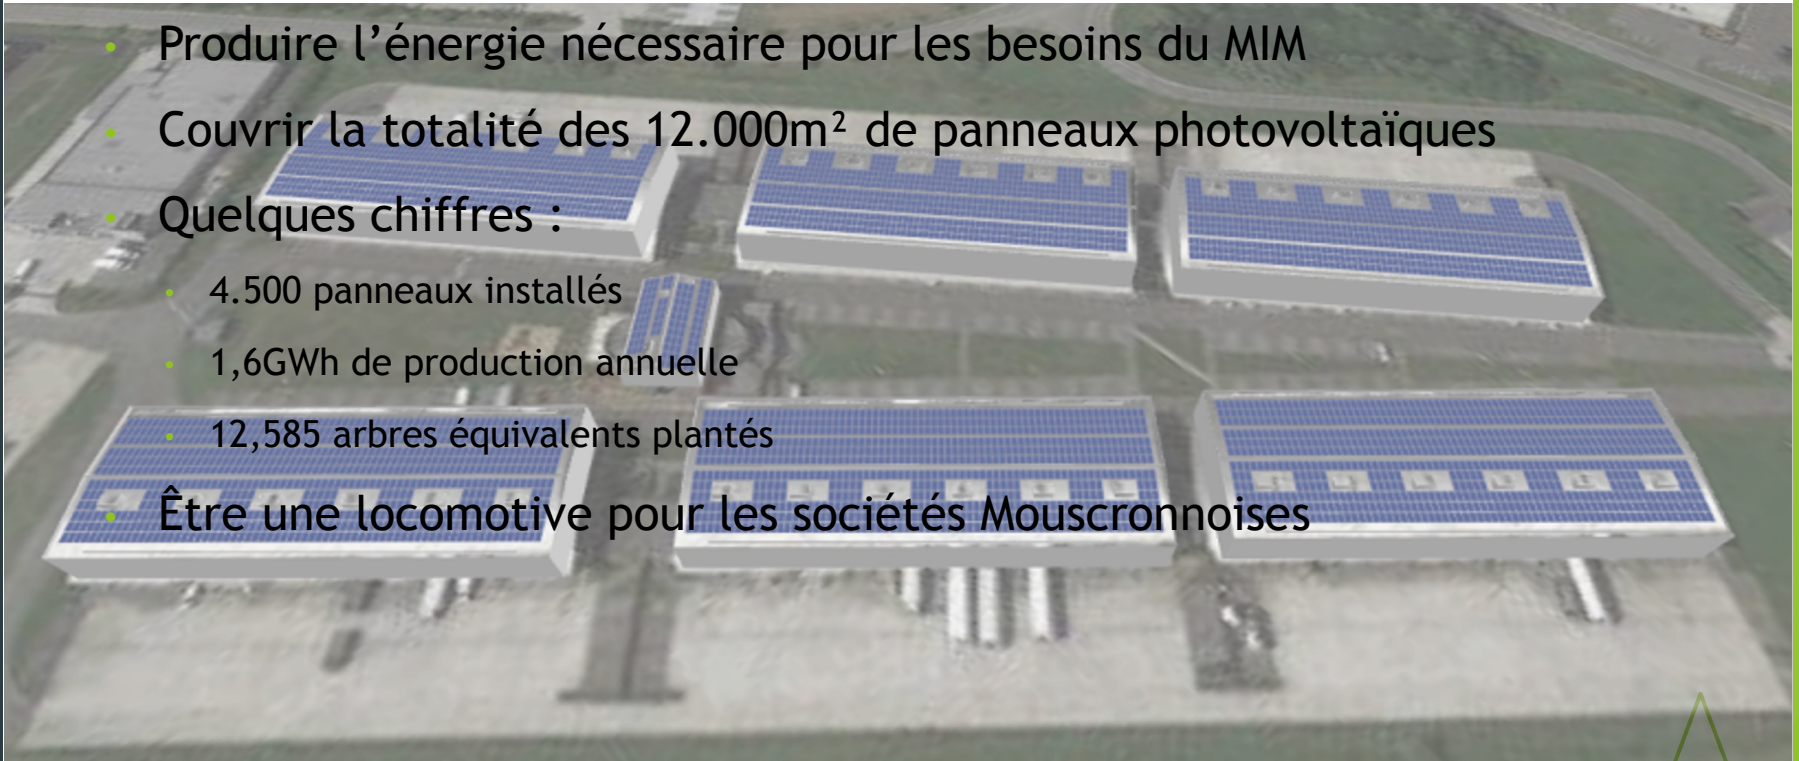 Produire l’énergie nécessaire pour les besoins du MIM
Couvrir la totalité des 12.000m² de panneaux photovoltaïques
Quelques chiffres :
4.500 panneaux installés
1,6GWh de production annuelle
12,585 arbres équivalents plantés
Être une locomotive pour les sociétés Mouscronnoises